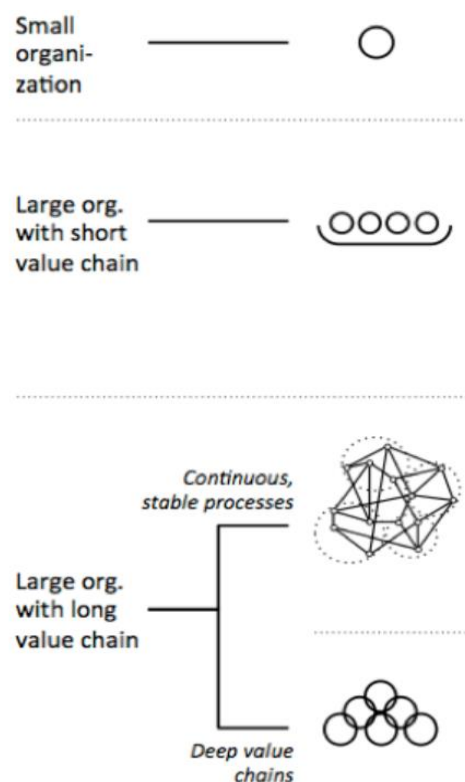 Small
organi-
zation
Large org.
with short
value chain
Continuous,
stable processes
Large org.
with long
value chain
Deep value
chains